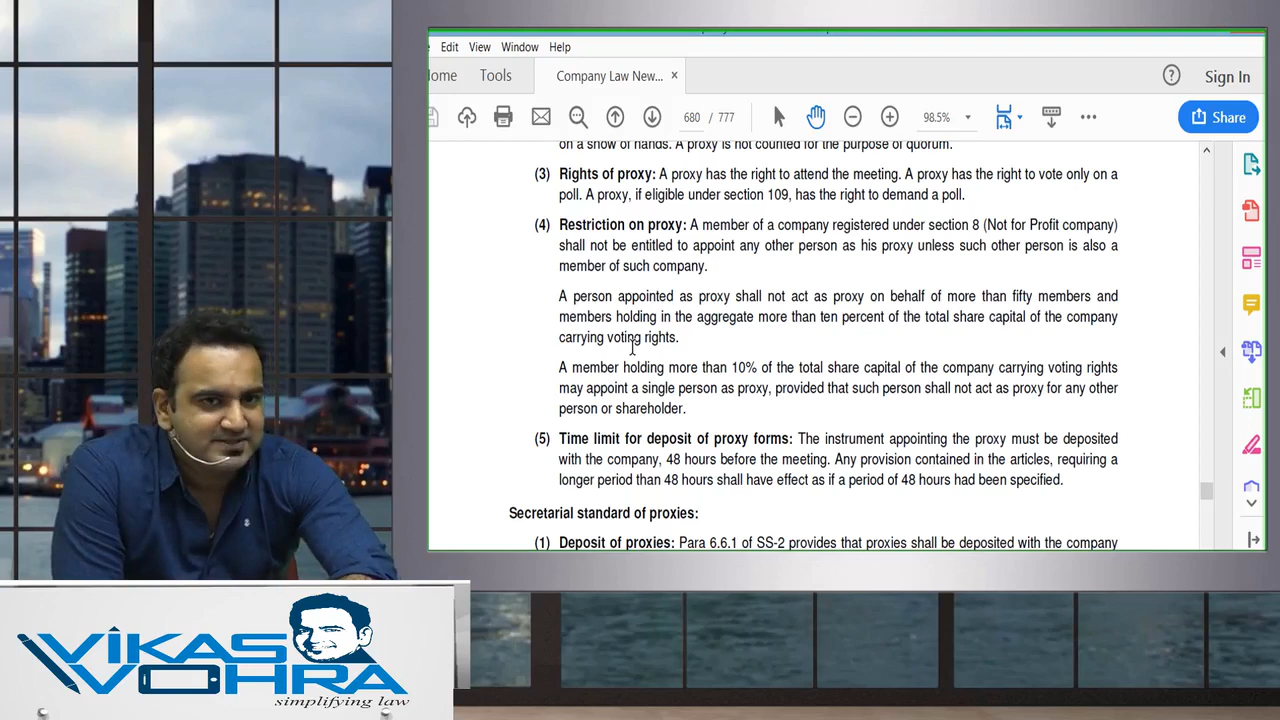 Edit View Window Help
ome Tools Company Law New... × ? Sign In
680 / 777 98.5% Share
on a show of hands. A proxy is not counted for the purpose of quorum.
(3) Rights of proxy: A proxy has the right to attend the meeting. A proxy has the right to vote only on a
poll. A proxy, if eligible under section 109, has the right to demand a poll.
(4) Restriction on proxy: A member of a company registered under section 8 (Not for Profit company)
shall not be entitled to appoint any other person as his proxy unless such other person is also a
member of such company.
A person appointed as proxy shall not act as proxy on behalf of more than fifty members and
members holding in the aggregate more than ten percent of the total share capital of the company
carrying voting rights.
A member holding more than 10% of the total share capital of the company carrying voting rights
may appoint a single person as proxy, provided that such person shall not act as proxy for any other
person or shareholder.
(5) Time limit for deposit of proxy forms: The instrument appointing the proxy must be deposited
with the company, 48 hours before the meeting. Any provision contained in the articles, requiring a
longer period than 48 hours shall have effect as if a period of 48 hours had been specified.
Secretarial standard of proxies:
(1) Deposit of proxies: Para 6.6.1 of SS-2 provides that proxies shall be deposited with the company
VIKAS
VOHRA
simplifying law